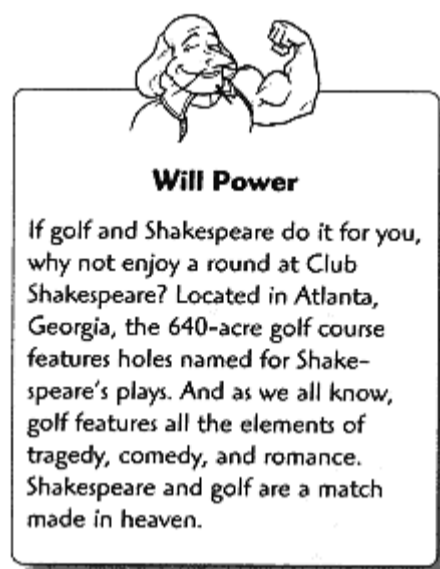 Will Power
If golf and Shakespeare do it for you,
why not enjoy a round at Club
Shakespeare? Located in Atlanta,
Georgia, the 640-acre golf course
features holes named for Shake-
speare's plays. And as we all know,
golf features all the elements of
tragedy, comedy, and romance.
Shakespeare and golf are a match
made in heaven.